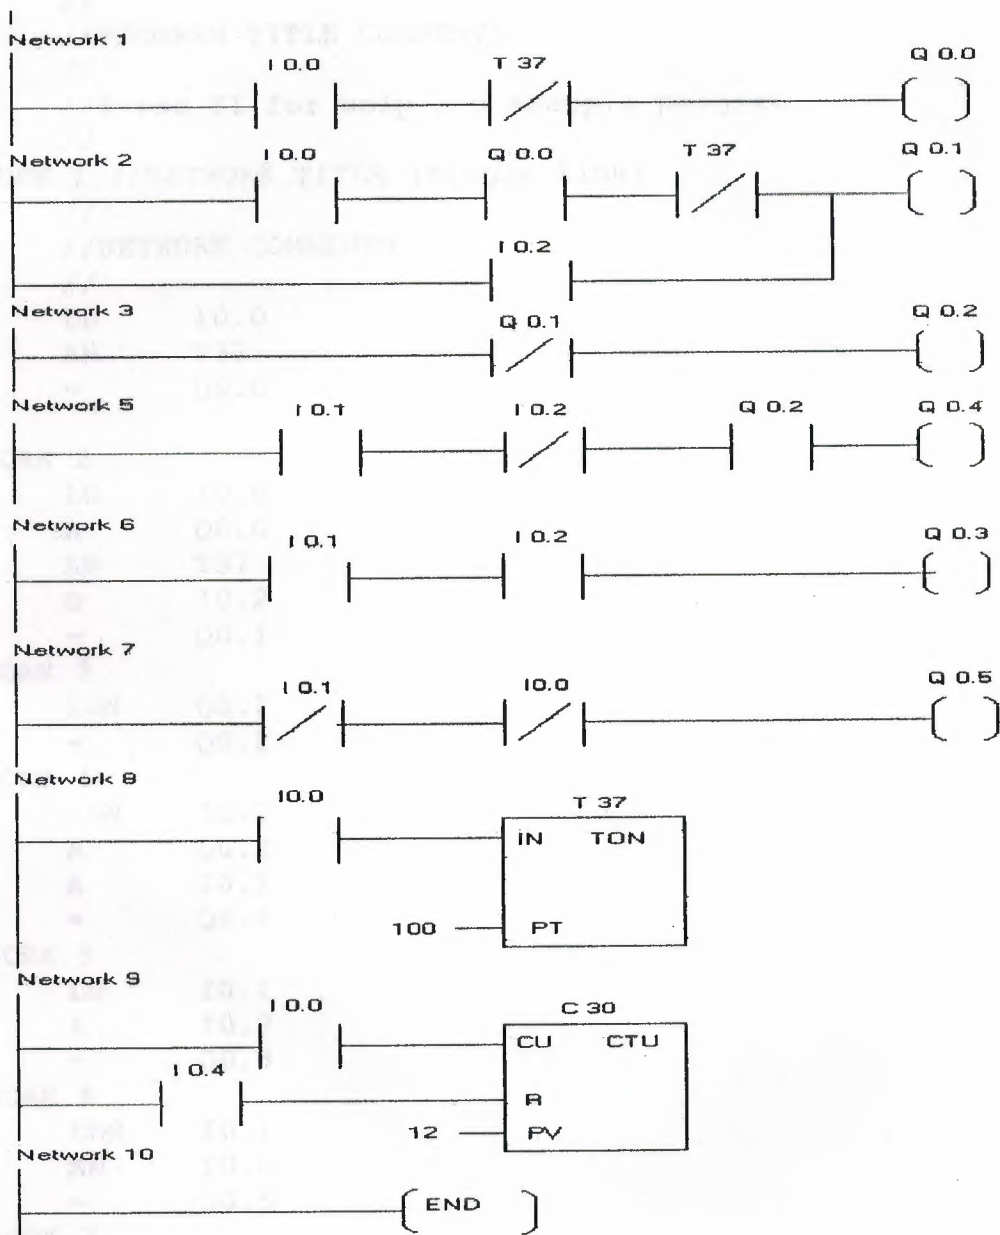 Network 1
I 0.0 T 37 Q 0.0
Network 2
I 0.0 Q 0.0 T 37 Q 0.1
I 0.2
Network 3
Q 0.1 Q 0.2
Network 5
I 0.1 I 0.2 Q 0.2 Q 0.4
Network 6
I 0.1 I 0.2 Q 0.3
Network 7
I 0.1 I0.0 Q 0.5
Network 8
I0.0 T 37
IN TON
100 PT
Network 9
I 0.0 C 30
CU CTU
I 0.4
R
12 PV
Network 10
END